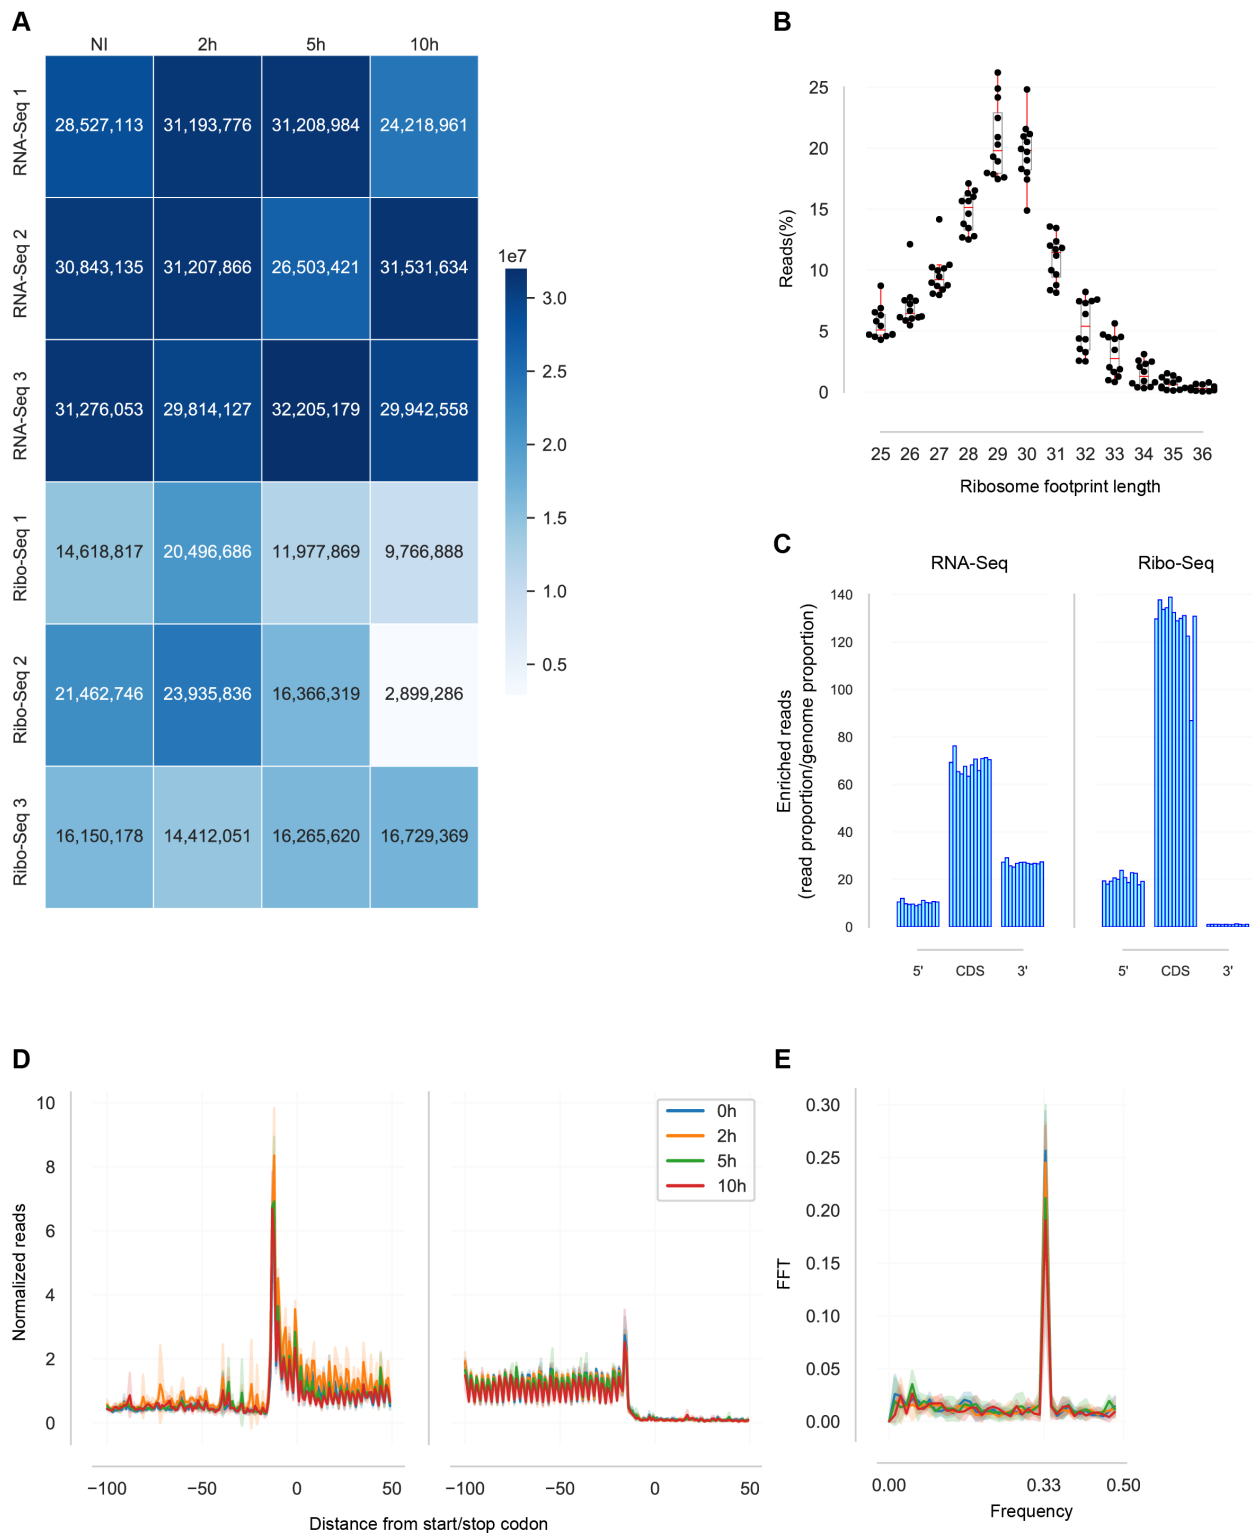 A
NI 2h 5h 10h
RNA-Seq 1
28,527,113 31,193,776 31,208,984 24,218,961
RNA-Seq 2
30,843,135 31,207,866 26,503,421 31,531,634
RNA-Seq 3
31,276,053 29,814,127 32,205,179 29,942,558
Ribo-Seq 1
14,618,817 20,496,686 11,977,869 9,766,888
Ribo-Seq 2
21,462,746 23,935,836 16,366,319 2,899,286
Ribo-Seq 3
16,150,178 14,412,051 16,265,620 16,729,369
1e7
3.0
2.5
2.0
1.5
1.0
0.5
B
Reads(%)
25
20
15
10
5
0
25 26 27 28 29 30 31 32 33 34 35 36
Ribosome footprint length
C
RNA-Seq Ribo-Seq
Enriched reads
(read proportion/genome proportion)
140
120
100
80
60
40
20
0
5' CDS 3' 5' CDS 3'
D
Normalized reads
10
8
6
4
2
0
0h
2h
5h
10h
−100 −50 0 50 −100 −50 0 50
Distance from start/stop codon
E
FFT
0.30
0.25
0.20
0.15
0.10
0.05
0.00
0.00 0.33 0.50
Frequency